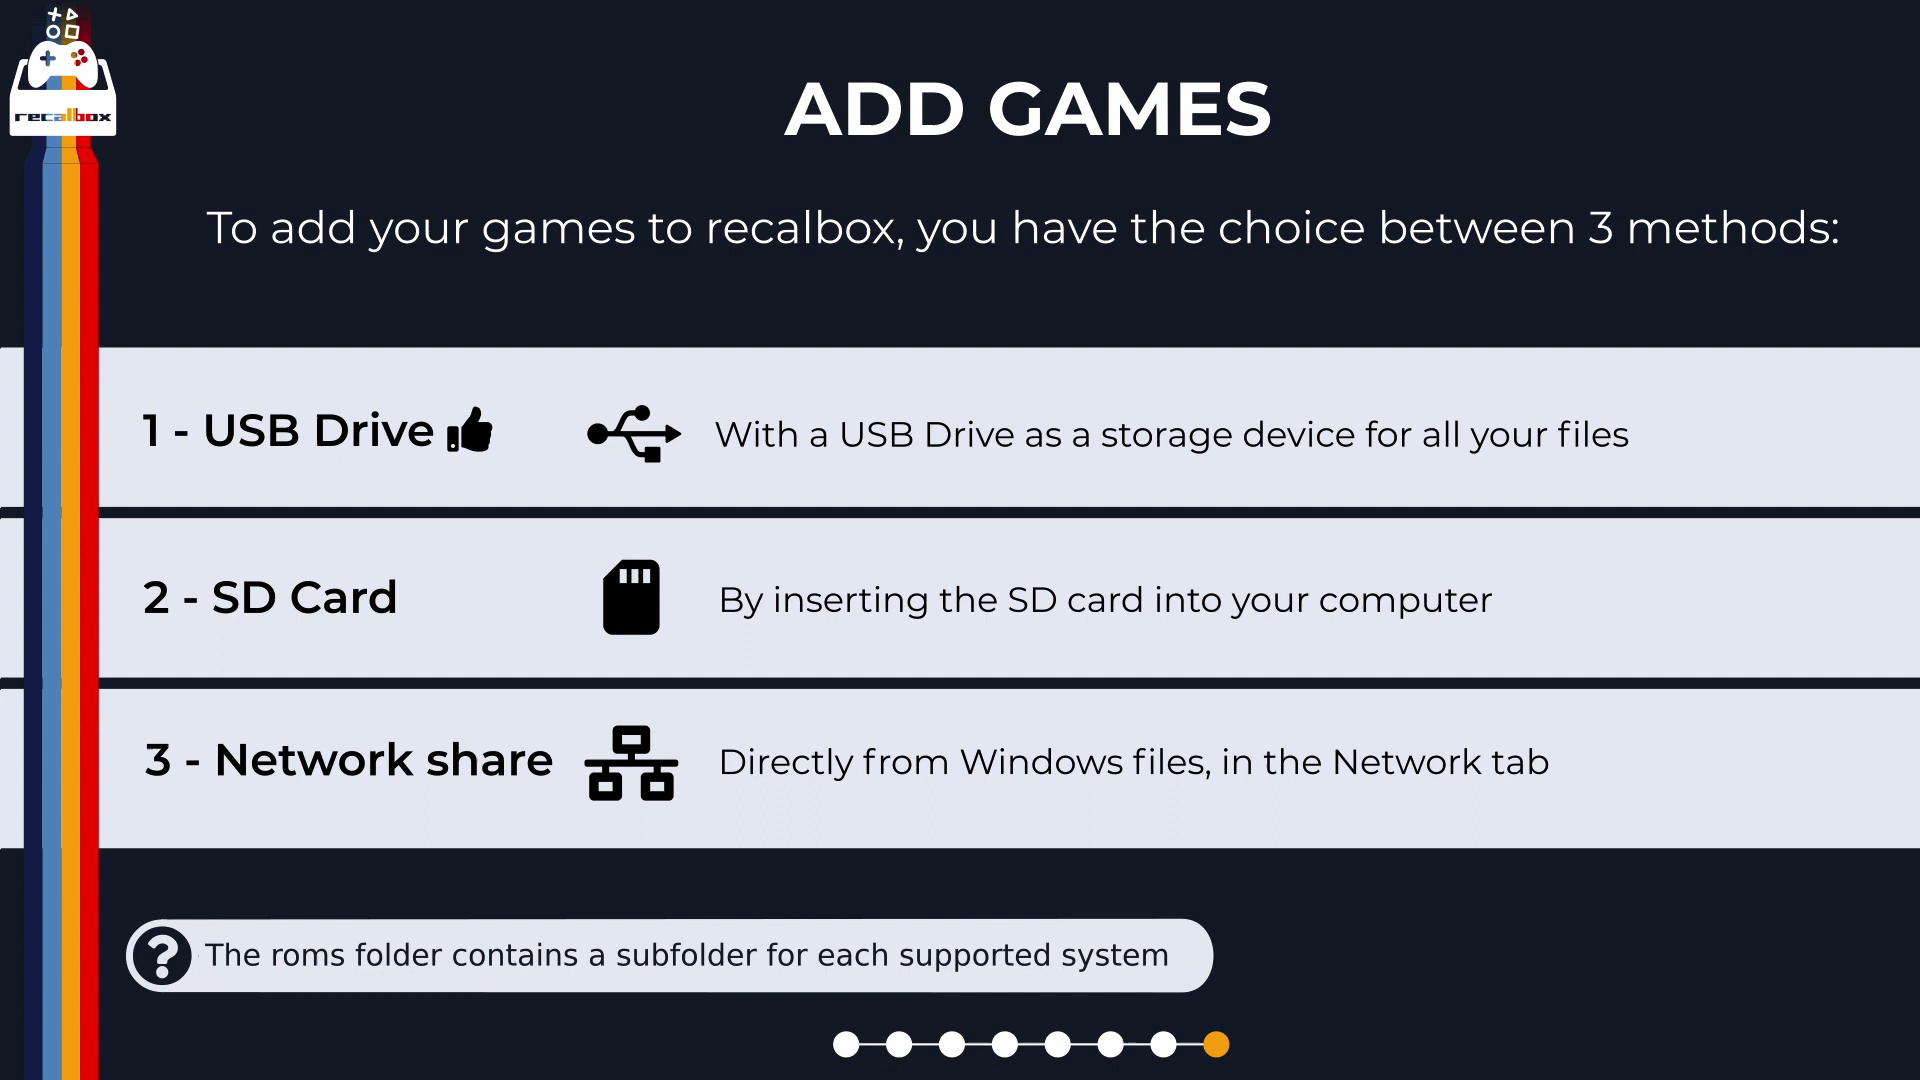 recalbox
ADD GAMES
To add your games to recalbox, you have the choice between 3 methods:
1 - USB Drive
With a USB Drive as a storage device for all your files
2 - SD Card
By inserting the SD card into your computer
3 - Network share
Directly from Windows files, in the Network tab
? The roms folder contains a subfolder for each supported system